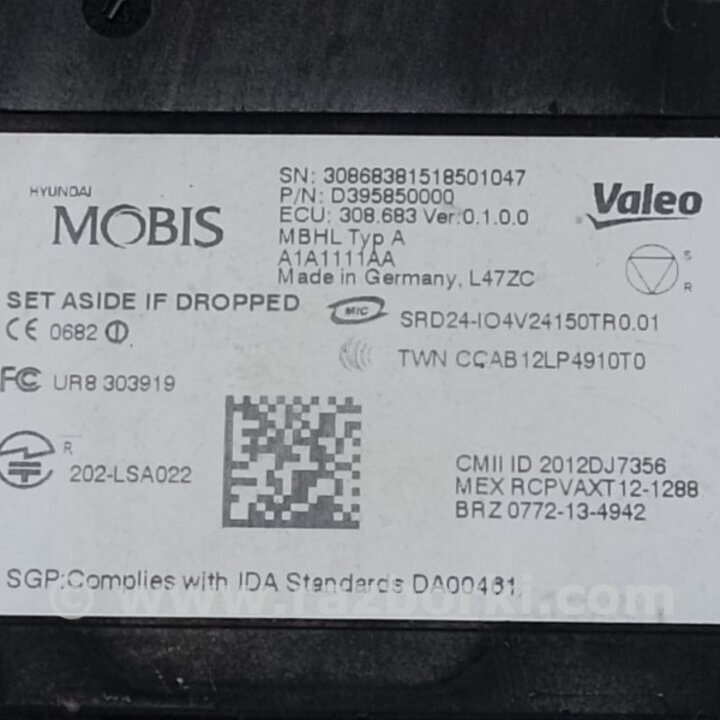 SN: 30868381518501047
P/N: D395850000
ECU: 308.683 Ver:0.1.0.0
MBHL Typ A
A1A1111AA
Made in Germany, L47ZC
HYUNDAI
MOBIS
Valeo
S
R
SET ASIDE IF DROPPED
CE 0682
MIC
SRD24-IO4V24150TR0.01
TWN CCAB12LP4910T0
FC UR8 303919
R
202-LSA022
CMII ID 2012DJ7356
MEX RCPVAXT12-1288
BRZ 0772-13-4942
SGP:Complies with IDA Standards DA00461
© www.razborki.com